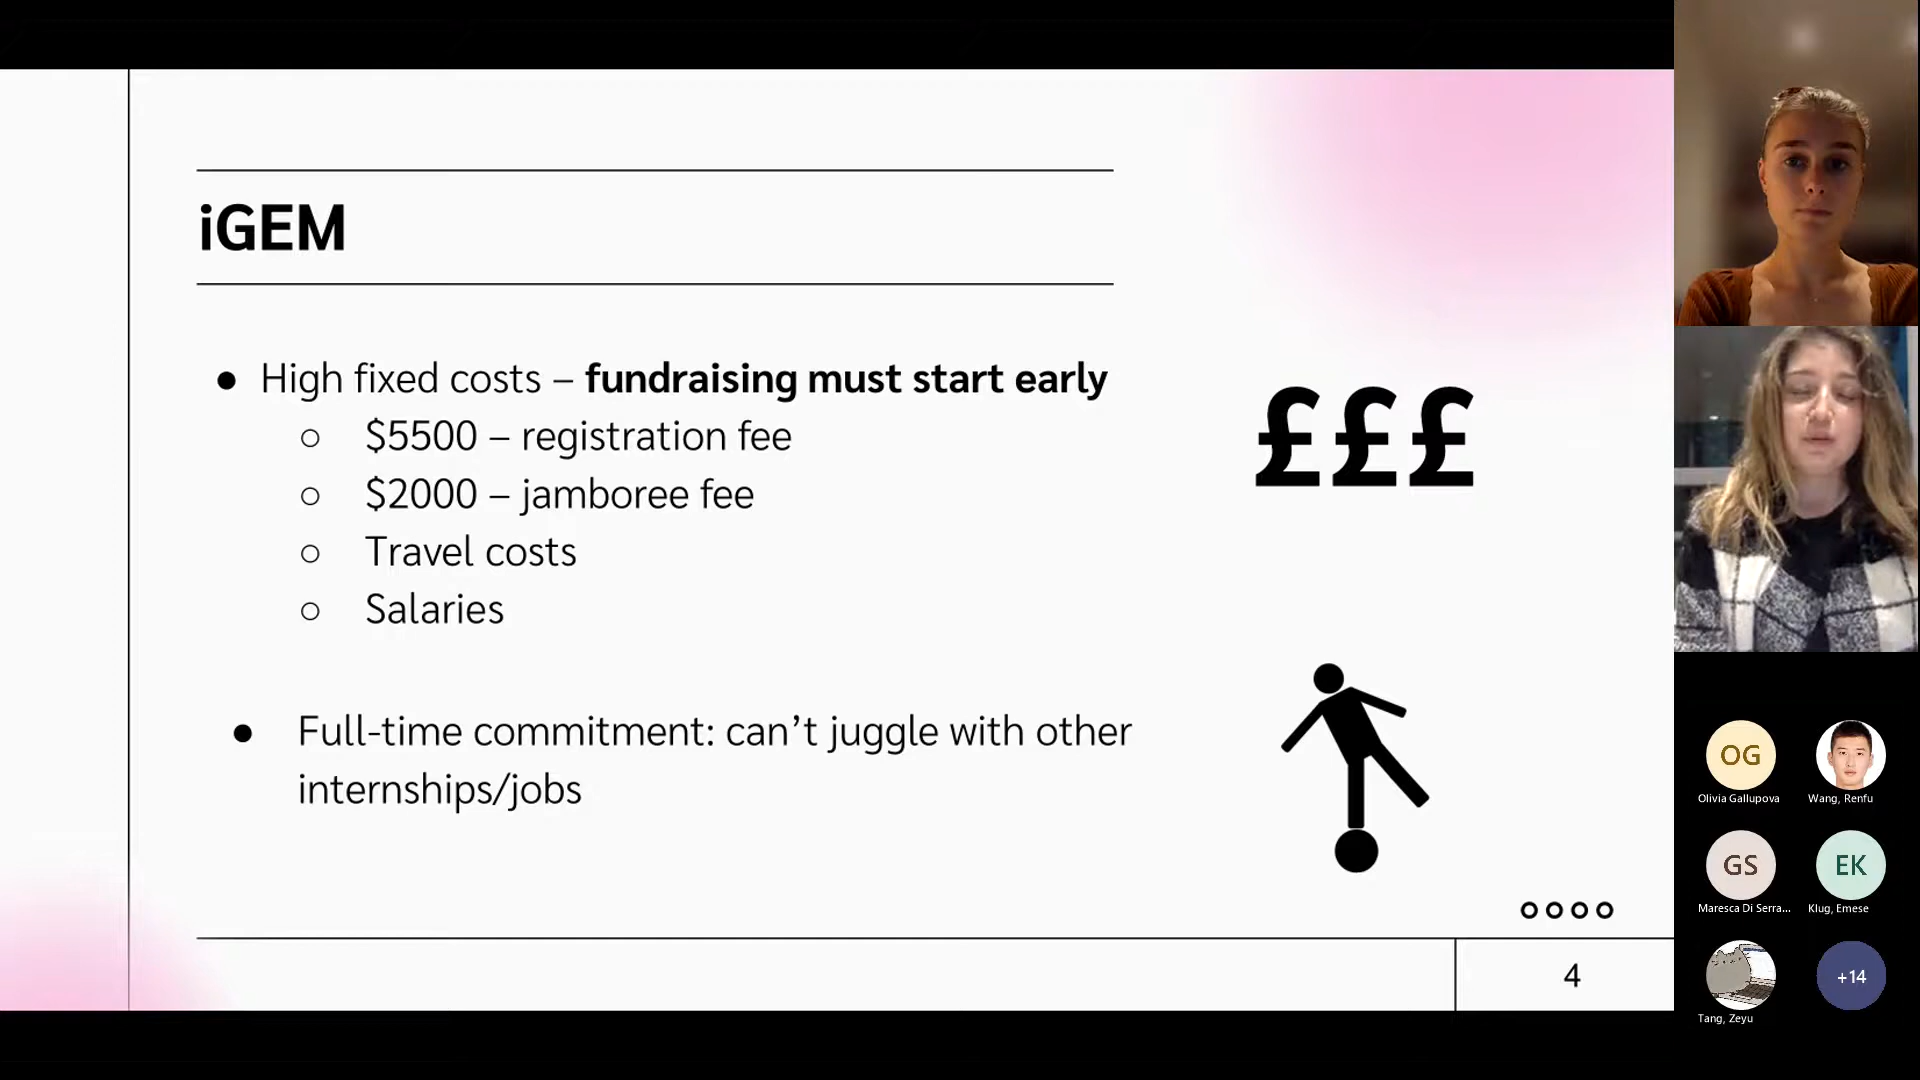 iGEM
● High fixed costs – fundraising must start early
○ $5500 – registration fee
○ $2000 – jamboree fee
○ Travel costs
○ Salaries
£££
● Full-time commitment: can’t juggle with other
internships/jobs
4
OG
Olivia Gallupova
Wang, Renfu
GS
Maresca Di Serra...
EK
Klug, Emese
Tang, Zeyu
+14